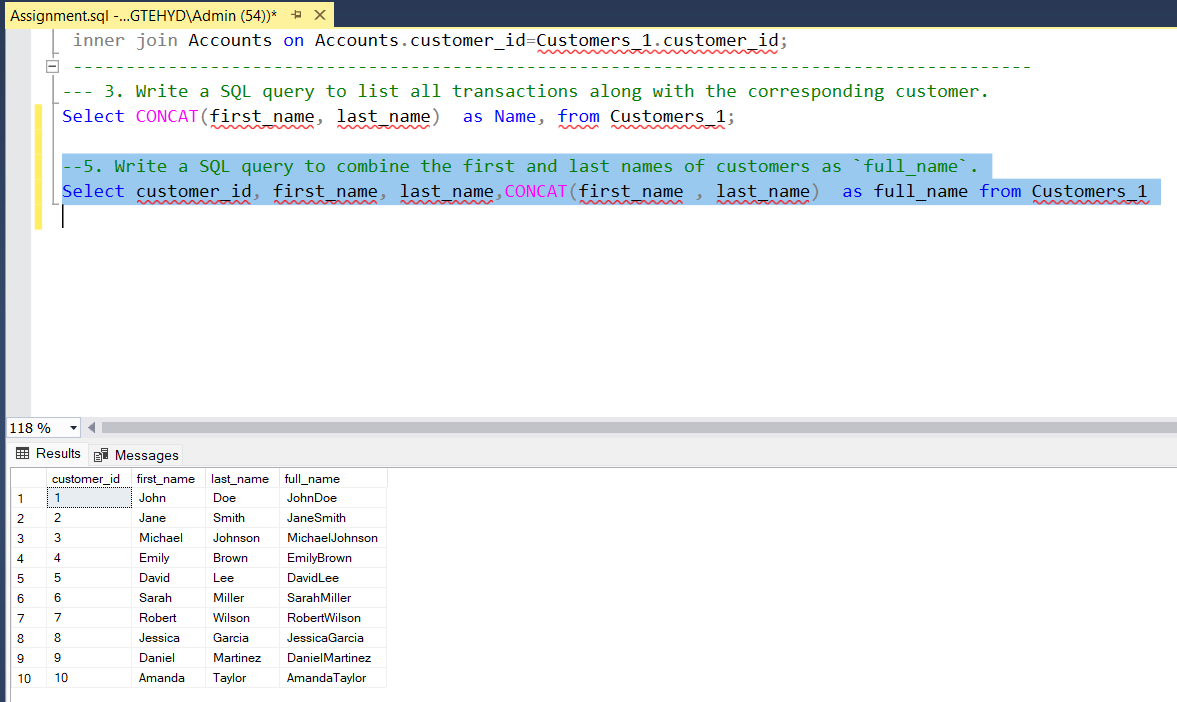 Assignment.sql -...GTEHYD\Admin (54))*
inner join Accounts on Accounts.customer_id=Customers_1.customer_id;
--------------------------------------------------------------------------------------------
--- 3. Write a SQL query to list all transactions along with the corresponding customer.
Select CONCAT(first_name, last_name)  as Name, from Customers_1;
--5. Write a SQL query to combine the first and last names of customers as `full_name`.
Select customer_id, first_name, last_name,CONCAT(first_name , last_name)  as full_name from Customers_1
118 %
Results Messages
customer_id first_name last_name full_name
1 1 John Doe JohnDoe
2 2 Jane Smith JaneSmith
3 3 Michael Johnson MichaelJohnson
4 4 Emily Brown EmilyBrown
5 5 David Lee DavidLee
6 6 Sarah Miller SarahMiller
7 7 Robert Wilson RobertWilson
8 8 Jessica Garcia JessicaGarcia
9 9 Daniel Martinez DanielMartinez
10 10 Amanda Taylor AmandaTaylor